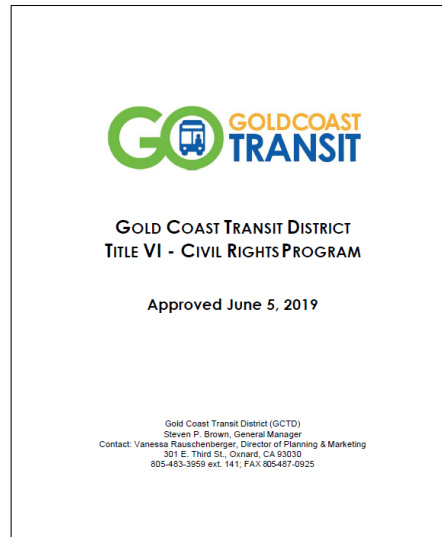 GO GOLDCOAST
TRANSIT
GOLD COAST TRANSIT DISTRICT
TITLE VI - CIVIL RIGHTS PROGRAM
Approved June 5, 2019
Gold Coast Transit District (GCTD)
Steven P. Brown, General Manager
Contact: Vanessa Rauschenberger, Director of Planning & Marketing
301 E. Third St., Oxnard, CA 93030
805-483-3959 ext. 141; FAX 805487-0925